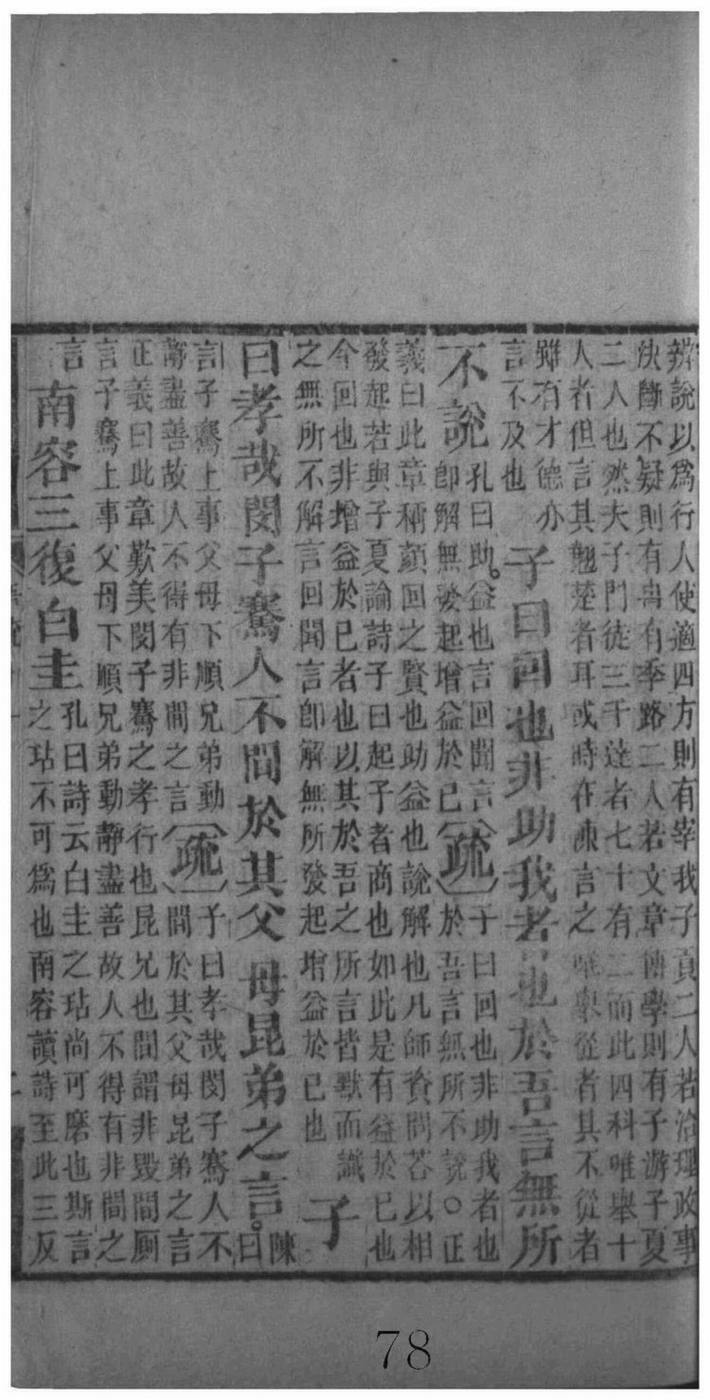 辨說以爲行人使適四方則有宰我子貢二人若治理政事
決斷不疑則有冉有季路二人若文章博學則有子游子夏
二人也然夫子門徒三千達者七十有二而此四科唯舉十
人者但言其翹楚者耳或時在陳言之唯舉從者其不從者
雖有才德亦
言不及也
子曰回也非助我者也於吾言無所
不說
孔曰助益也言回聞言
卽解無發起增益於已
疏
子曰回也非助我者也
於吾言無所不說○正
義曰此章稱顏回之賢也助益也說解也凡師資問荅以相
發起若與子夏論詩子曰起予者商也如此是有益於已也
今回也非增益於已者也以其於吾之所言皆默而識
之無所不解言回聞言卽解無所發起增益於已也
子
曰孝哉閔子騫人不間於其父母昆弟之言
陳
曰
言子騫上事父母下順兄弟動
靜盡善故人不得有非間之言
疏
子曰孝哉閔子騫人不
間於其父母昆弟之言
正義曰此章歎美閔子騫之孝行也昆兄也間謂非毀間厠
言子騫上事父母下順兄弟動靜盡善故人不得有非間之
言
南容三復白圭
孔曰詩云白圭之玷尚可磨也斯言
之玷不可爲也南容讀詩至此三反
78